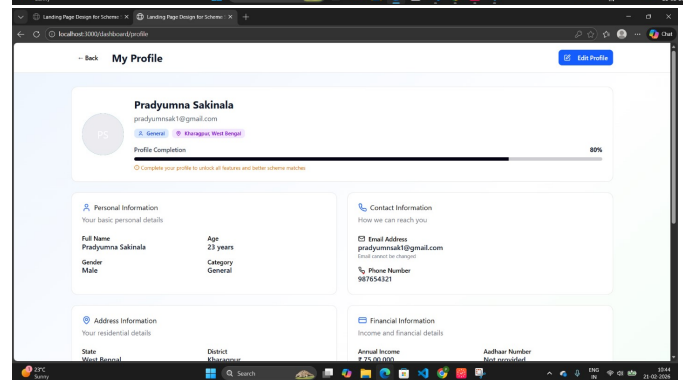 Sunny
Landing Page Design for Scheme
Landing Page Design for Scheme
localhost:3000/dashboard/profile
Chat
← Back My Profile
Edit Profile
PS
Pradyumna Sakinala
pradyumnsak1@gmail.com
General
Kharagpur, West Bengal
Profile Completion 80%
Complete your profile to unlock all features and better scheme matches
Personal Information
Your basic personal details
Full Name Age
Pradyumna Sakinala 23 years
Gender Category
Male General
Contact Information
How we can reach you
Email Address
pradyumnsak1@gmail.com
Email cannot be changed
Phone Number
987654321
Address Information
Your residential details
State District
West Bengal Kharagpur
Financial Information
Income and financial details
Annual Income Aadhaar Number
₹ 75,00,000 Not provided
23°C
Sunny
Search
ENG
IN
10:44
21-02-2026